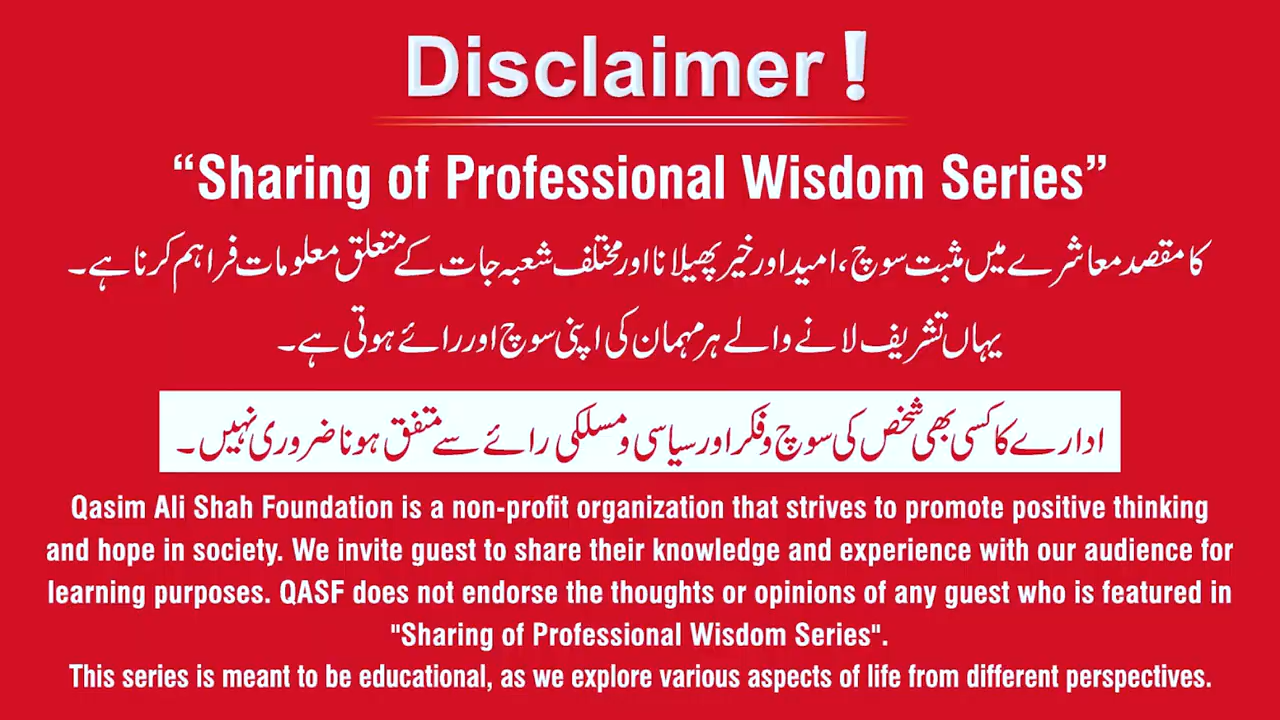 Disclaimer!
“Sharing of Professional Wisdom Series”
کا مقصد معاشرے میں مثبت سوچ، امید اور خیر پھیلانا اور مختلف شعبہ جات کے متعلق معلومات فراہم کرنا ہے۔
یہاں تشریف لانے والے ہر مہمان کی اپنی سوچ اور رائے ہوتی ہے۔
ادارے کا کسی بھی شخص کی سوچ و فکر اور سیاسی و مسلکی رائے سے متفق ہونا ضروری نہیں۔
Qasim Ali Shah Foundation is a non-profit organization that strives to promote positive thinking
and hope in society. We invite guest to share their knowledge and experience with our audience for
learning purposes. QASF does not endorse the thoughts or opinions of any guest who is featured in
"Sharing of Professional Wisdom Series".
This series is meant to be educational, as we explore various aspects of life from different perspectives.